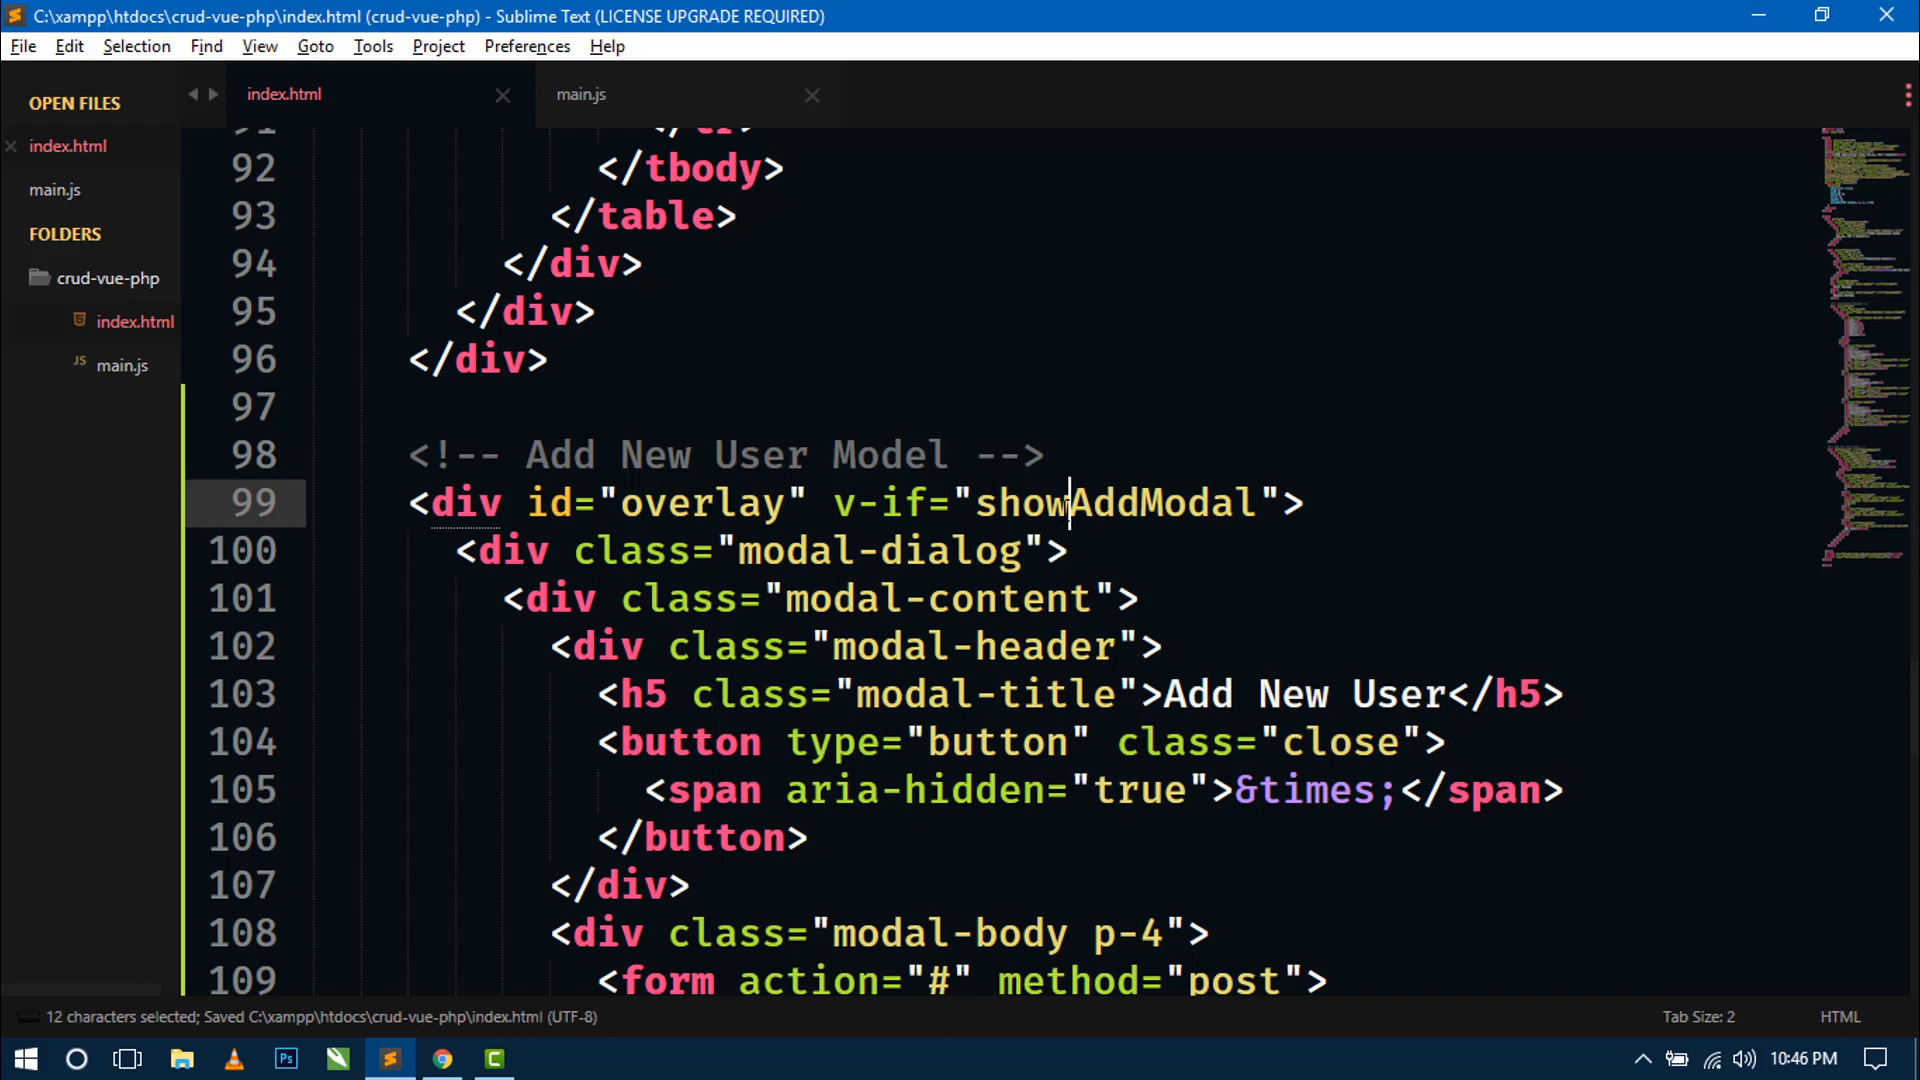 C:\xampp\htdocs\crud-vue-php\index.html (crud-vue-php) - Sublime Text (LICENSE UPGRADE REQUIRED)
File Edit Selection Find View Goto Tools Project Preferences Help
OPEN FILES
index.html
main.js
FOLDERS
crud-vue-php
index.html
JS main.js
index.html main.js
92 </tbody>
93 </table>
94 </div>
95 </div>
96 </div>
97
98 <!-- Add New User Model -->
99 <div id="overlay" v-if="showAddModal">
100 <div class="modal-dialog">
101 <div class="modal-content">
102 <div class="modal-header">
103 <h5 class="modal-title">Add New User</h5>
104 <button type="button" class="close">
105 <span aria-hidden="true">&times;</span>
106 </button>
107 </div>
108 <div class="modal-body p-4">
109 <form action="#" method="post">
12 characters selected; Saved C:\xampp\htdocs\crud-vue-php\index.html (UTF-8) Tab Size: 2 HTML
Ps C 10:46 PM